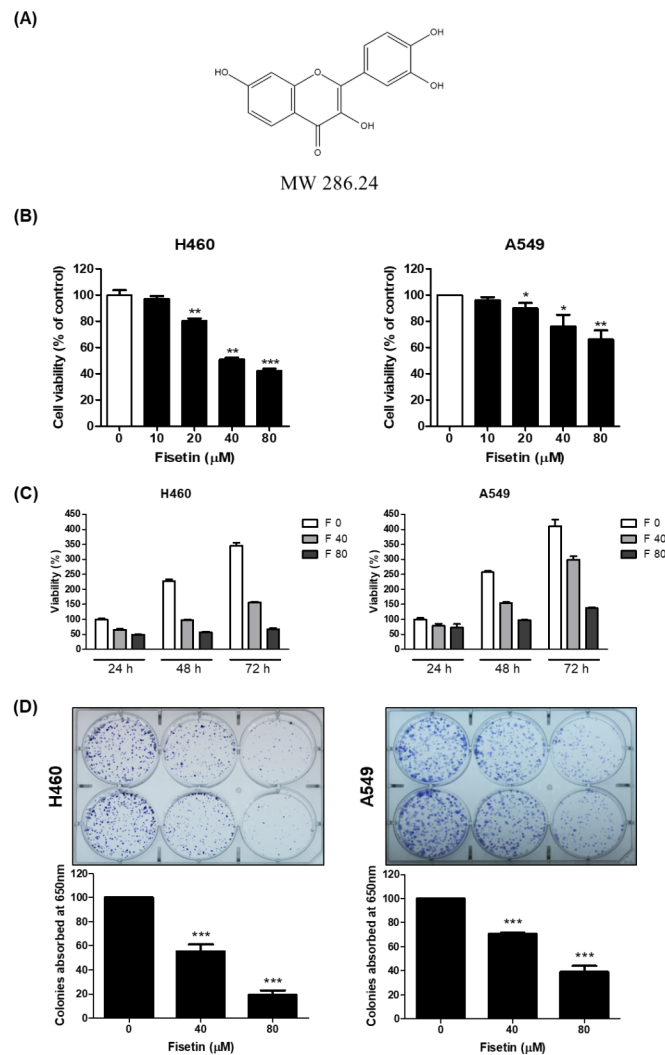 (A)
OH
HO
O
OH
OH
O
MW 286.24
(B)
H460
A549
Cell viability (% of control)
120
100
80
60
40
20
0
**
**
***
0 10 20 40 80
Fisetin (μM)
Cell viability (% of control)
120
100
80
60
40
20
0
*
*
**
0 10 20 40 80
Fisetin (μM)
(C)
H460
A549
Viability (%)
450
400
350
300
250
200
150
100
50
0
F 0
F 40
F 80
24 h 48 h 72 h
Viability (%)
450
400
350
300
250
200
150
100
50
0
F 0
F 40
F 80
24 h 48 h 72 h
(D)
H460
A549
Colonies absorbed at 650nm
120
100
80
60
40
20
0
***
***
0 40 80
Fisetin (μM)
Colonies absorbed at 650nm
120
100
80
60
40
20
0
***
***
0 40 80
Fisetin (μM)